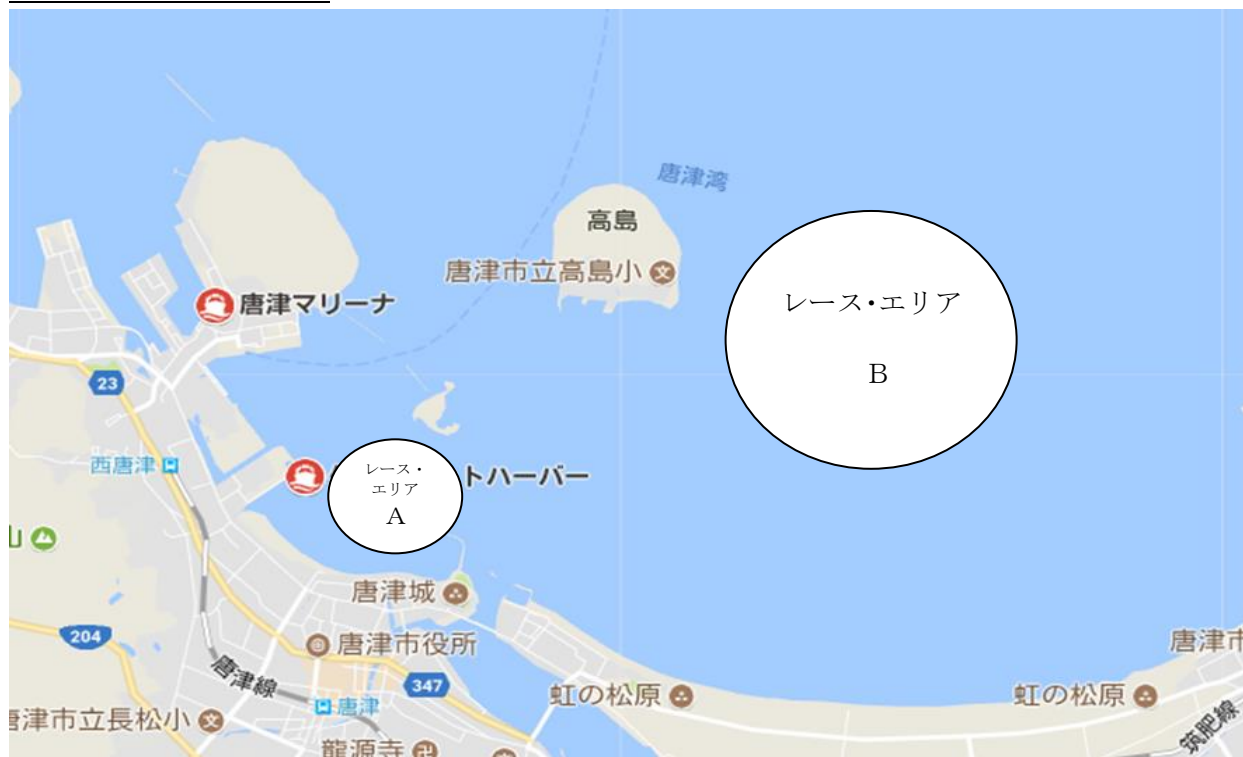 唐津湾
高島
唐津市立高島小
唐津マリーナ
レース・エリア
B
23
西唐津
レース・
エリア
A
トハーバー
山
唐津城
204
唐津市役所
唐津線
347
唐津
虹の松原
虹の松原
唐津市
津市立長松小
龍源寺
筑肥線